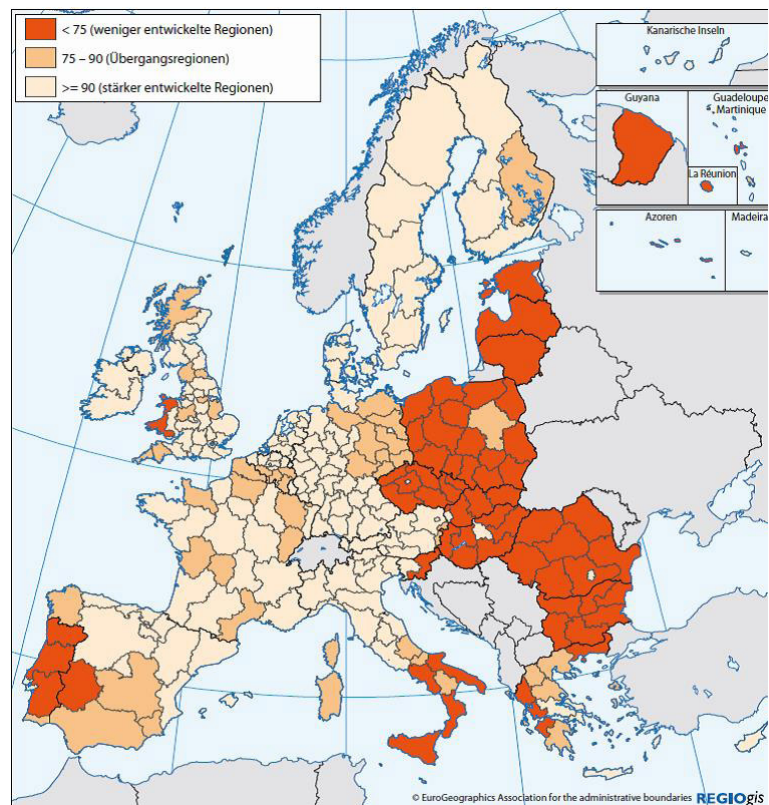 < 75 (weniger entwickelte Regionen)
75 – 90 (Übergangsregionen)
>= 90 (stärker entwickelte Regionen)
Kanarische Inseln
Guyana
Guadeloupe
Martinique
La Réunion
Azoren
Madeira
© EuroGeographics Association for the administrative boundaries REGIOgis